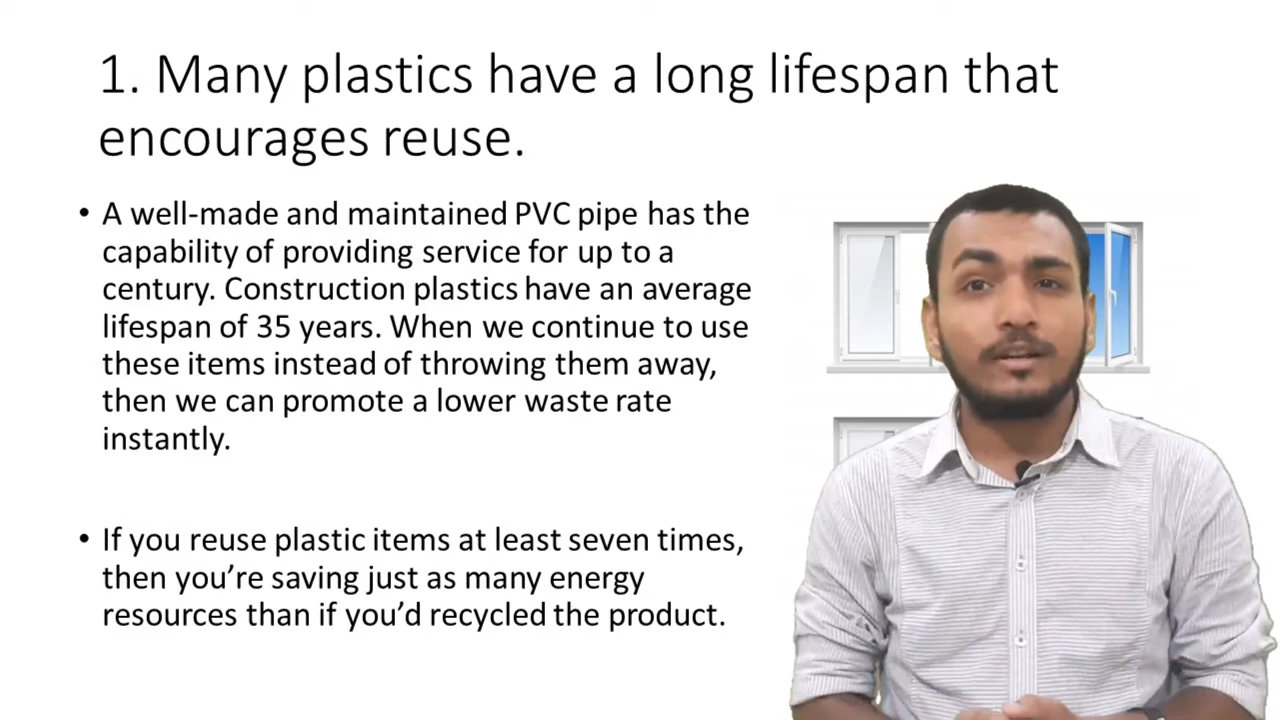 1. Many plastics have a long lifespan that
encourages reuse.
• A well-made and maintained PVC pipe has the
capability of providing service for up to a
century. Construction plastics have an average
lifespan of 35 years. When we continue to use
these items instead of throwing them away,
then we can promote a lower waste rate
instantly.
• If you reuse plastic items at least seven times,
then you’re saving just as many energy
resources than if you’d recycled the product.